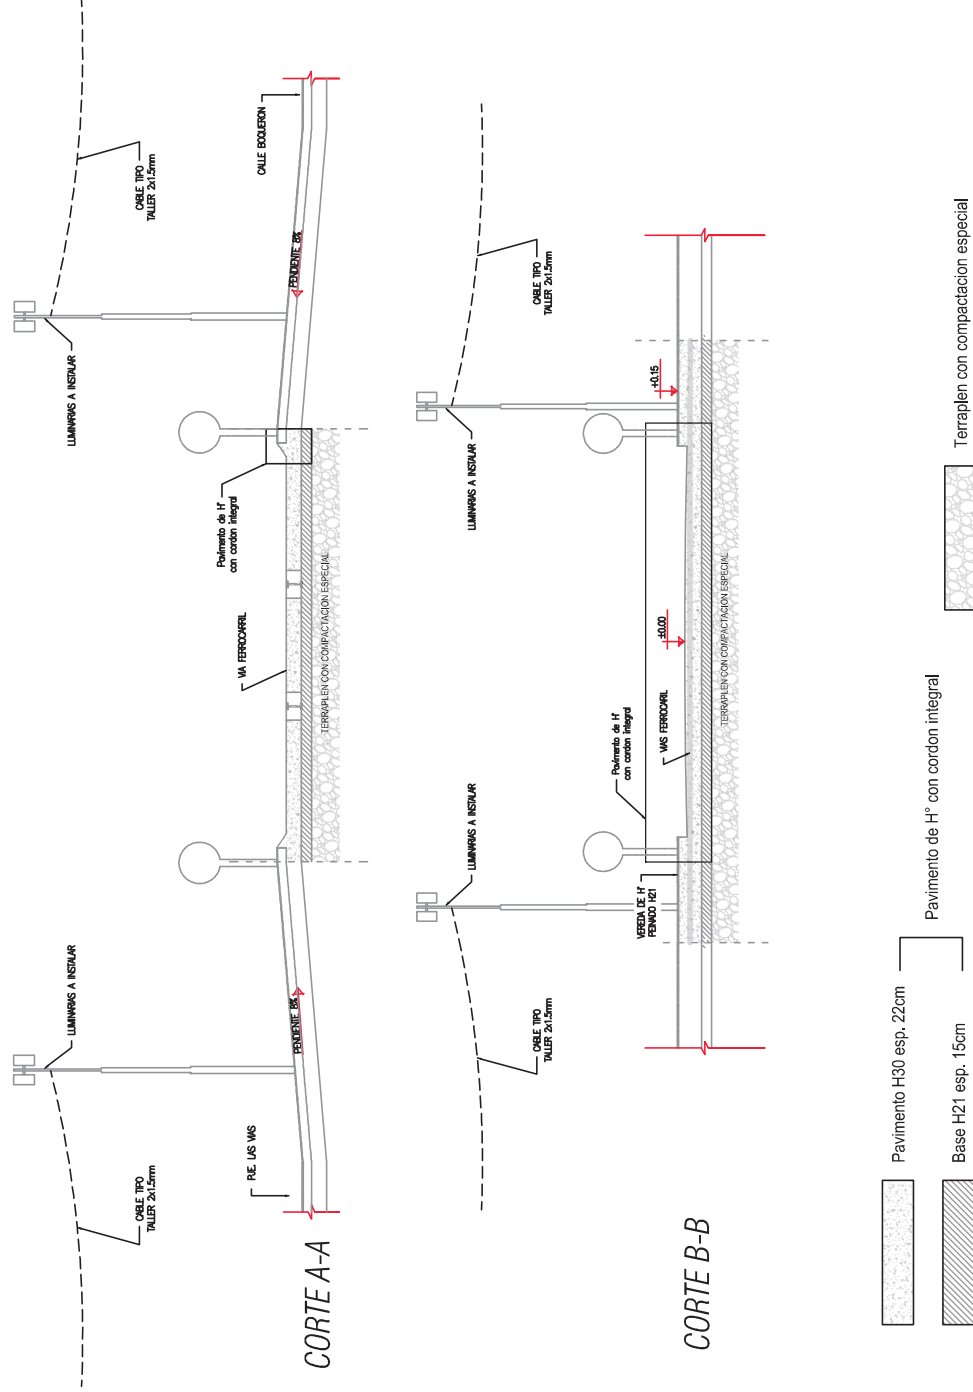 CABLE TIPO
TALLER 2x1.5mm
LUMINARIAS A INSTALAR
PJE. LAS VIAS
PENDIENTE 8%
VIA FERROCARRIL
TERRAPLEN CON COMPACTACION ESPECIAL
Pavimento de H°
con cordon integral
LUMINARIAS A INSTALAR
CABLE TIPO
TALLER 2x1.5mm
PENDIENTE 8%
CALLE BOQUERON
CORTE A-A
CABLE TIPO
TALLER 2x1.5mm
LUMINARIAS A INSTALAR
VEREDA DE H°
PEINADO H21
Pavimento de H°
con cordon integral
VIAS FERROCARIL
±0.00
TERRAPLEN CON COMPACTACION ESPECIAL
+0.15
LUMINARIAS A INSTALAR
CABLE TIPO
TALLER 2x1.5mm
CORTE B-B
Pavimento H30 esp. 22cm
Base H21 esp. 15cm
Pavimento de H° con cordon integral
Terraplen con compactacion especial